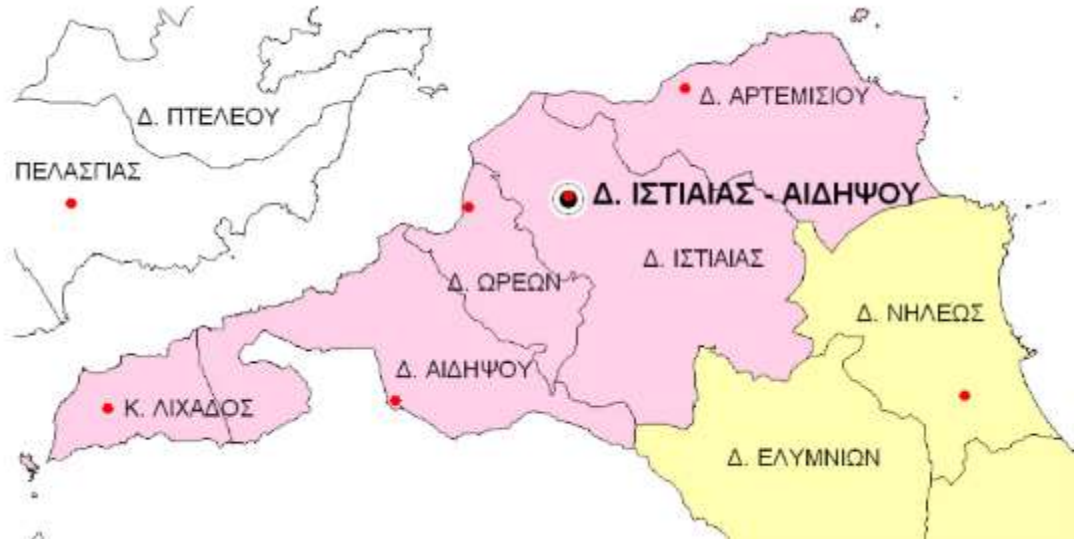 Δ. ΑΡΤΕΜΙΣΙΟΥ
Δ. ΠΤΕΛΕΟΥ
ΠΕΛΑΣΓΙΑΣ
Δ. ΙΣΤΙΑΙΑΣ - ΑΙΔΗΨΟΥ
Δ. ΙΣΤΙΑΙΑΣ
Δ. ΩΡΕΩΝ
Δ. ΝΗΛΕΩΣ
Δ. ΑΙΔΗΨΟΥ
Κ. ΛΙΧΑΔΟΣ
Δ. ΕΛΥΜΝΙΩΝ